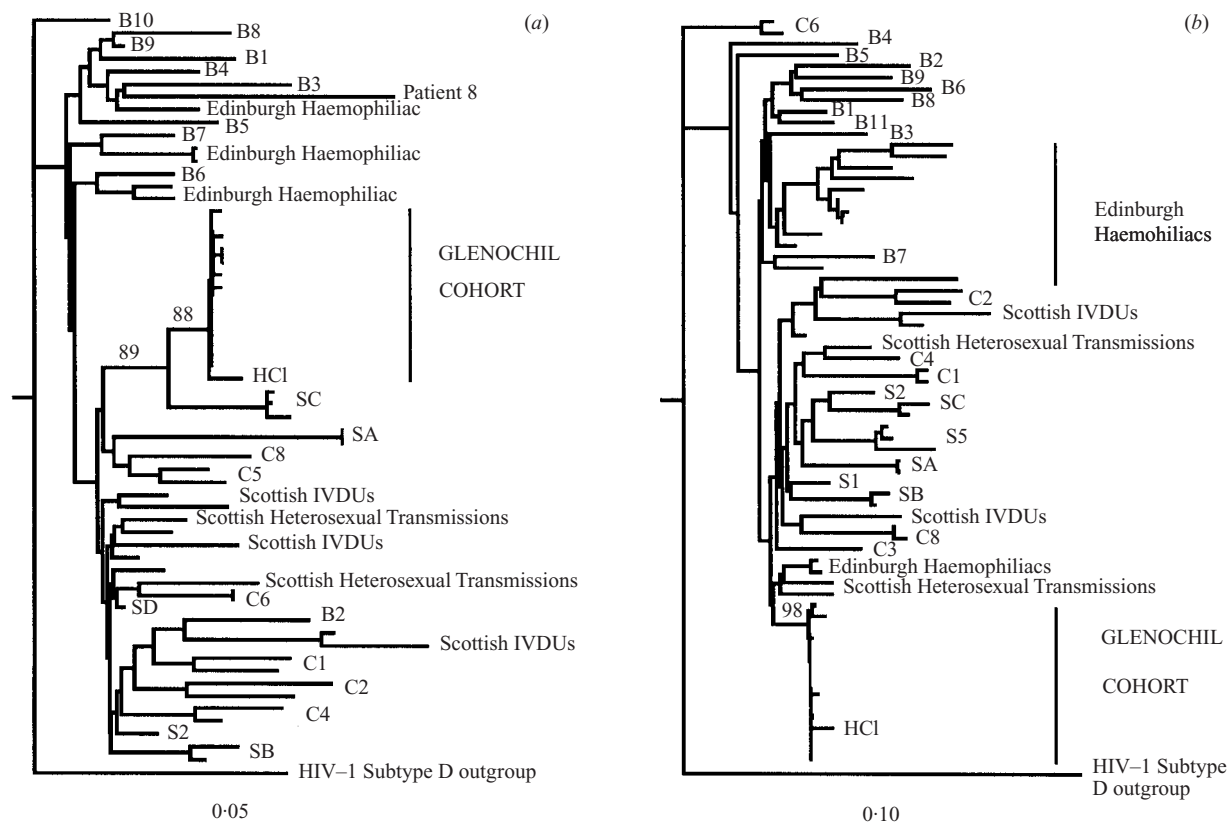 (a)
B10
B8
B9
B1
B4
B3
Patient 8
Edinburgh Haemophiliac
B5
B7
Edinburgh Haemophiliac
B6
Edinburgh Haemophiliac
GLENOCHIL
COHORT
88
89
HCl
SC
SA
C8
C5
Scottish IVDUs
Scottish Heterosexual Transmissions
Scottish IVDUs
Scottish Heterosexual Transmissions
C6
SD
B2
Scottish IVDUs
C1
C2
C4
S2
SB
HIV–1 Subtype D outgroup
0·05
(b)
C6
B4
B5
B2
B9
B6
B8
B1
B11
B3
Edinburgh
Haemohiliacs
B7
C2
Scottish IVDUs
Scottish Heterosexual Transmissions
C4
C1
S2
SC
S5
SA
S1
SB
Scottish IVDUs
C8
C3
Edinburgh Haemophiliacs
Scottish Heterosexual Transmissions
98
GLENOCHIL
COHORT
HCl
HIV–1 Subtype
D outgroup
0·10